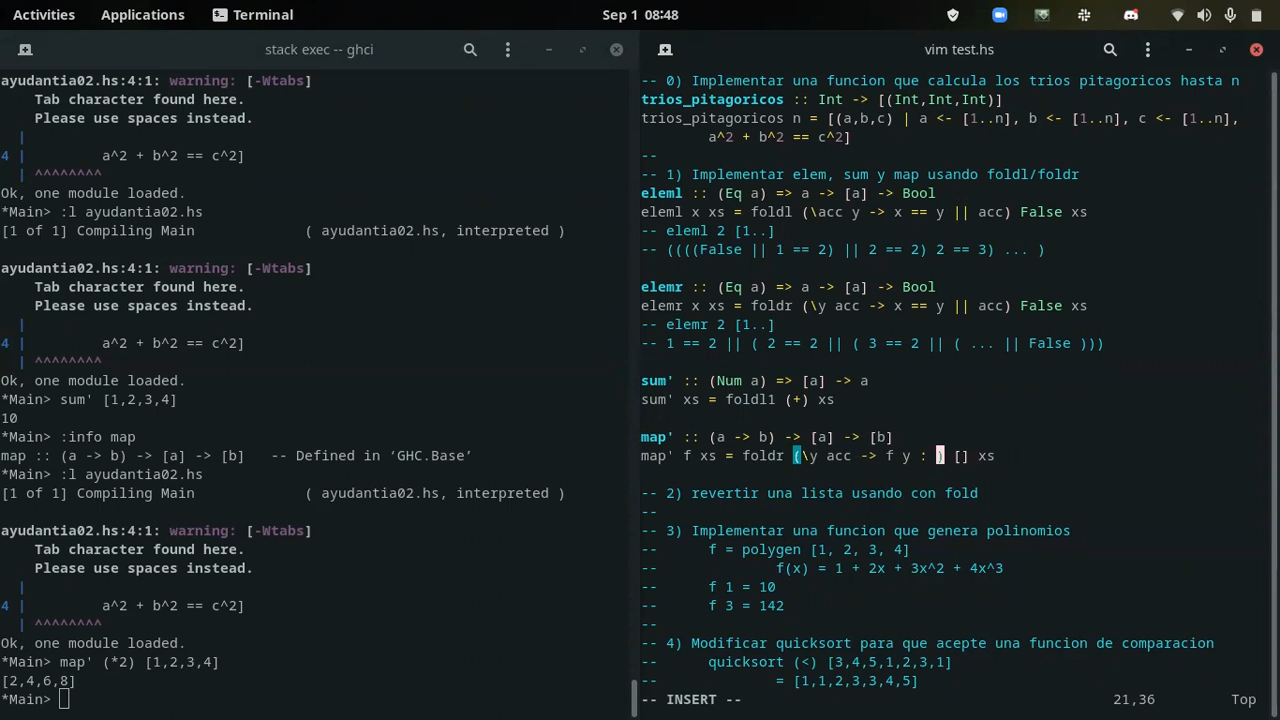 Activities Applications Terminal Sep 1 08:48
stack exec -- ghci
ayudantia02.hs:4:1: warning: [-Wtabs]
    Tab character found here.
    Please use spaces instead.
  |
4 |         a^2 + b^2 == c^2]
  | ^^^^^^^^
Ok, one module loaded.
*Main> :l ayudantia02.hs
[1 of 1] Compiling Main             ( ayudantia02.hs, interpreted )
ayudantia02.hs:4:1: warning: [-Wtabs]
    Tab character found here.
    Please use spaces instead.
  |
4 |         a^2 + b^2 == c^2]
  | ^^^^^^^^
Ok, one module loaded.
*Main> sum' [1,2,3,4]
10
*Main> :info map
map :: (a -> b) -> [a] -> [b]   -- Defined in ‘GHC.Base’
*Main> :l ayudantia02.hs
[1 of 1] Compiling Main             ( ayudantia02.hs, interpreted )
ayudantia02.hs:4:1: warning: [-Wtabs]
    Tab character found here.
    Please use spaces instead.
  |
4 |         a^2 + b^2 == c^2]
  | ^^^^^^^^
Ok, one module loaded.
*Main> map' (*2) [1,2,3,4]
[2,4,6,8]
*Main>
vim test.hs
-- 0) Implementar una funcion que calcula los trios pitagoricos hasta n
trios_pitagoricos :: Int -> [(Int,Int,Int)]
trios_pitagoricos n = [(a,b,c) | a <- [1..n], b <- [1..n], c <- [1..n],
        a^2 + b^2 == c^2]
--
-- 1) Implementar elem, sum y map usando foldl/foldr
eleml :: (Eq a) => a -> [a] -> Bool
eleml x xs = foldl (\acc y -> x == y || acc) False xs
-- eleml 2 [1..]
-- ((((False || 1 == 2) || 2 == 2) 2 == 3) ... )
elemr :: (Eq a) => a -> [a] -> Bool
elemr x xs = foldr (\y acc -> x == y || acc) False xs
-- elemr 2 [1..]
-- 1 == 2 || ( 2 == 2 || ( 3 == 2 || ( ... || False )))
sum' :: (Num a) => [a] -> a
sum' xs = foldl1 (+) xs
map' :: (a -> b) -> [a] -> [b]
map' f xs = foldr (\y acc -> f y : ) [] xs
-- 2) revertir una lista usando con fold
--
-- 3) Implementar una funcion que genera polinomios
--      f = polygen [1, 2, 3, 4]
--              f(x) = 1 + 2x + 3x^2 + 4x^3
--      f 1 = 10
--      f 3 = 142
--
-- 4) Modificar quicksort para que acepte una funcion de comparacion
--      quicksort (<) [3,4,5,1,2,3,1]
--              = [1,1,2,3,3,4,5]
-- INSERT -- 21,36 Top